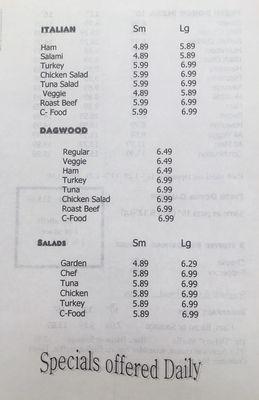 ITALIAN Sm Lg
Ham 4.89 5.89
Salami 4.89 5.89
Turkey 5.99 6.99
Chicken Salad 5.99 6.99
Tuna Salad 5.99 6.99
Veggie 4.89 5.89
Roast Beef 5.99 6.99
C- Food 5.99 6.99
DAGWOOD
Regular 6.49
Veggie 6.49
Ham 6.49
Turkey 6.99
Tuna 6.99
Chicken Salad 6.99
Roast Beef 6.99
C-Food 6.99
SALADS Sm Lg
Garden 4.89 6.29
Chef 5.89 6.99
Tuna 5.89 6.99
Chicken 5.89 6.99
Turkey 5.89 6.99
C-Food 5.89 6.99
Specials offered Daily